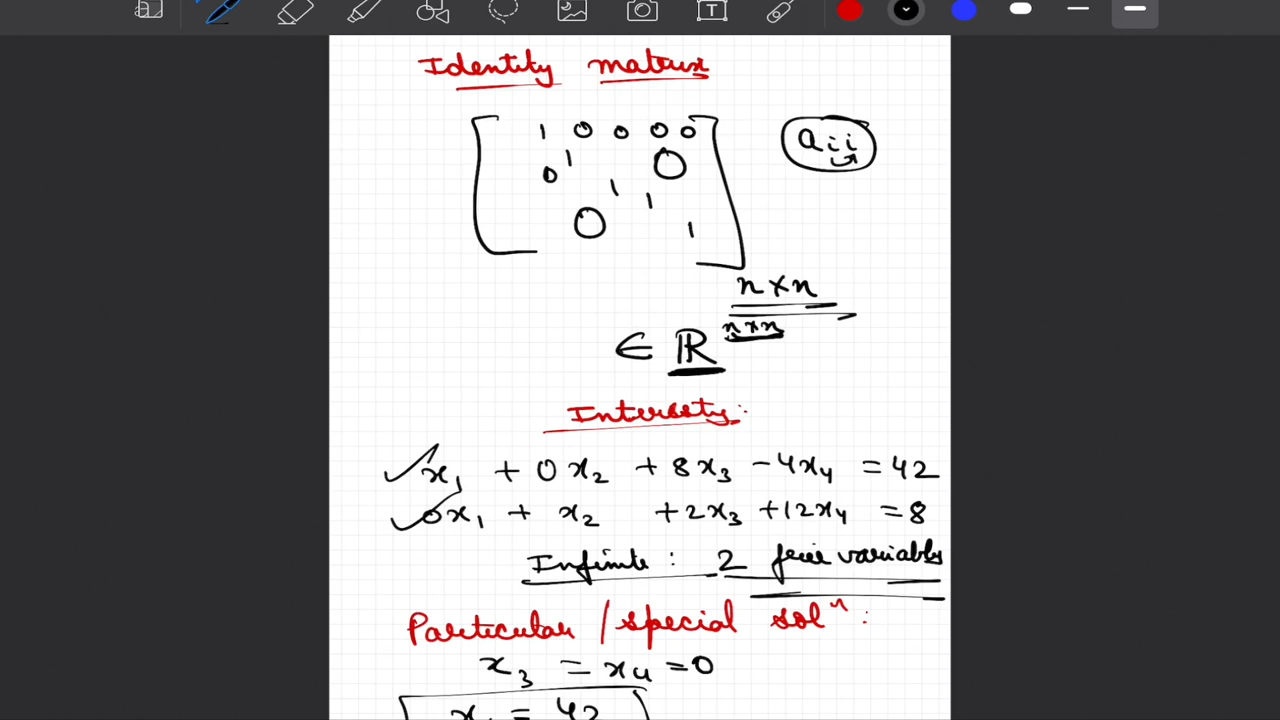 Identity matrix
1 0 0 0 0
0 1 0
1 1
0 1
aii
n×n
∈ ℝ^n×n
Intersety:
x₁ + 0x₂ + 8x₃ - 4x₄ = 42
0x₁ + x₂ + 2x₃ + 12x₄ = 8
Infinite : 2 free variables
Particular / special solⁿ :
x₃ = x₄ = 0
x₁ = 42